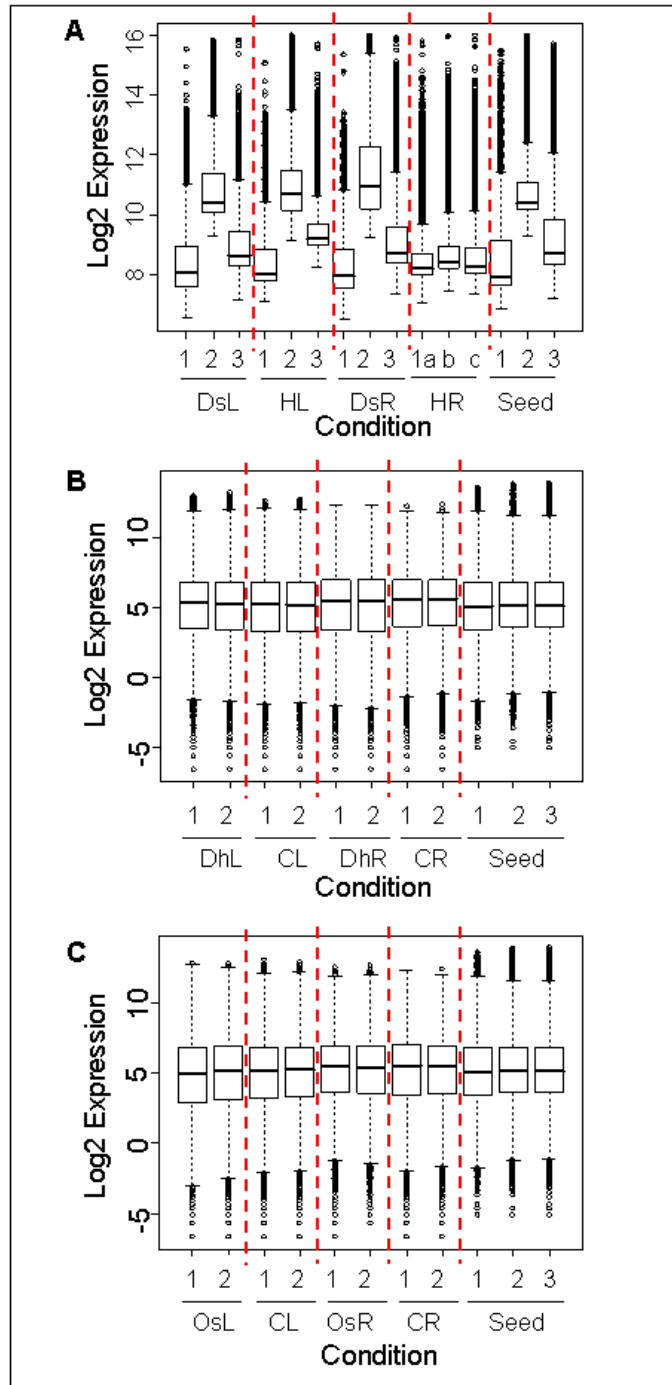 A
Log2 Expression
16
14
12
10
8
1 2 3 1 2 3 1 2 3 1a b c 1 2 3
DsL HL DsR HR Seed
Condition
B
Log2 Expression
10
5
0
-5
1 2 1 2 1 2 1 2 1 2 3
DhL CL DhR CR Seed
Condition
C
Log2 Expression
10
5
0
-5
1 2 1 2 1 2 1 2 1 2 3
OsL CL OsR CR Seed
Condition